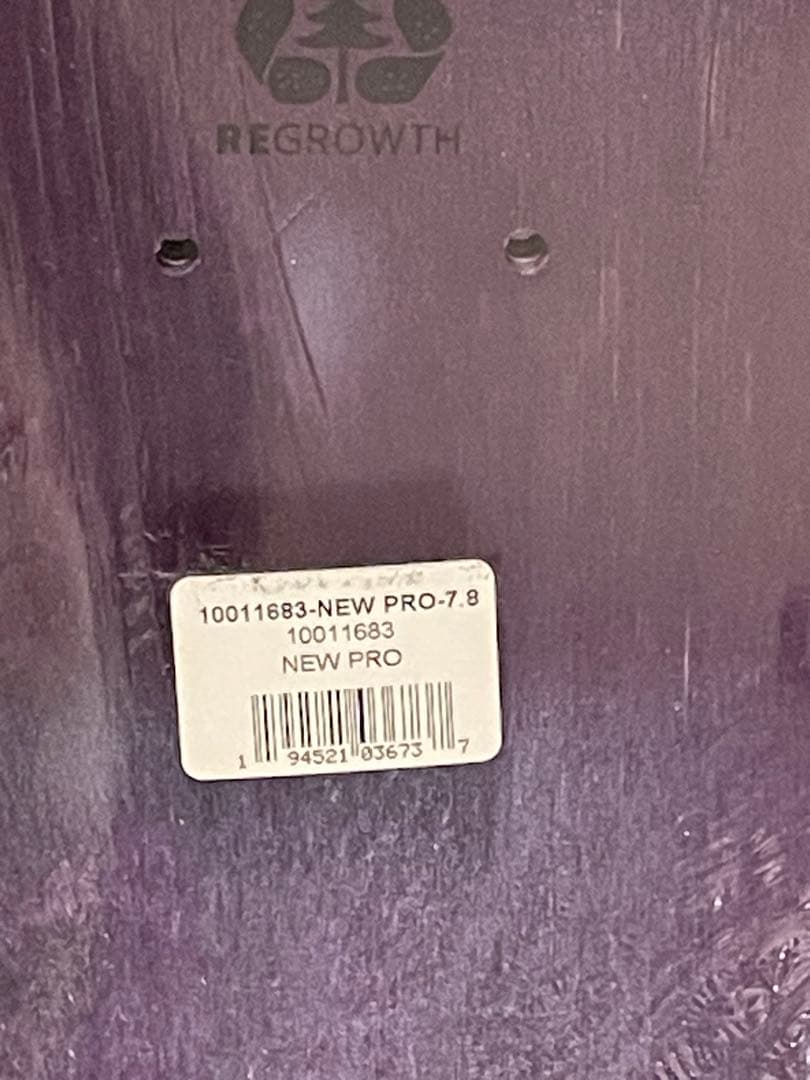 REGROWTH
10011683-NEW PRO-7.8
10011683
NEW PRO
1 94521 03673 7